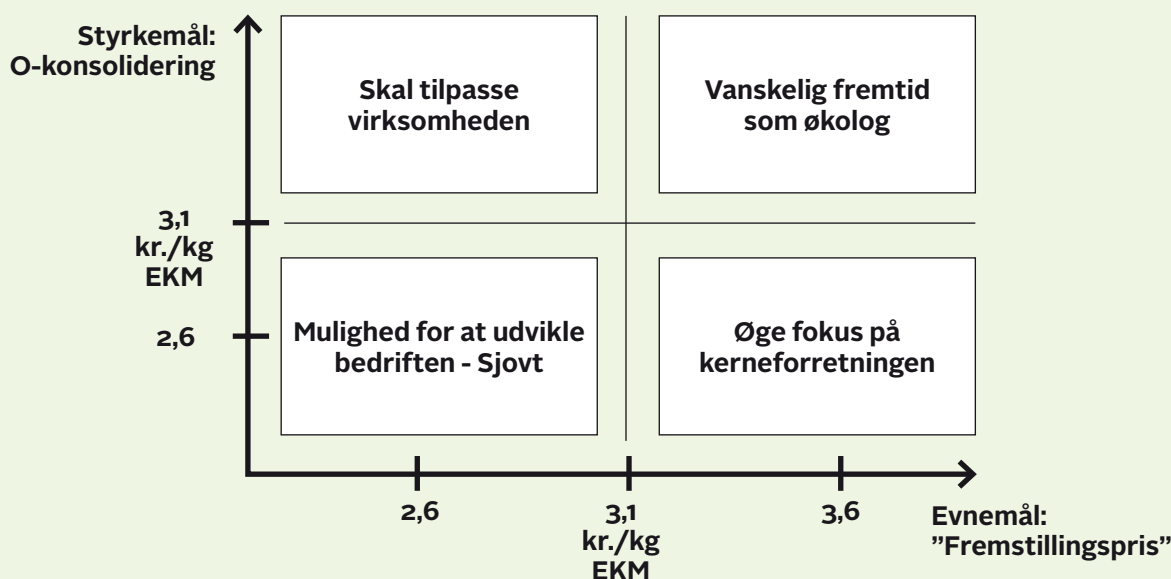 Styrkemål:
O-konsolidering
Skal tilpasse
virksomheden
Vanskelig fremtid
som økolog
3,1
kr./kg
EKM
2,6
Mulighed for at udvikle
bedriften - Sjovt
Øge fokus på
kerneforretningen
2,6
3,1
kr./kg
EKM
3,6
Evnemål:
”Fremstillingspris”